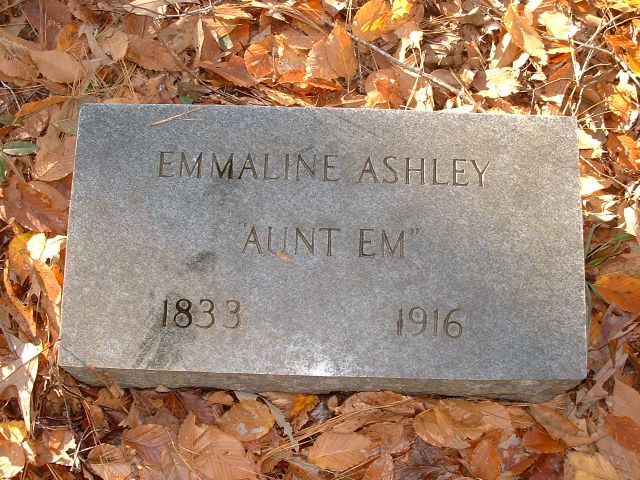 EMMALINE ASHLEY
"AUNT EM"
1833 1916